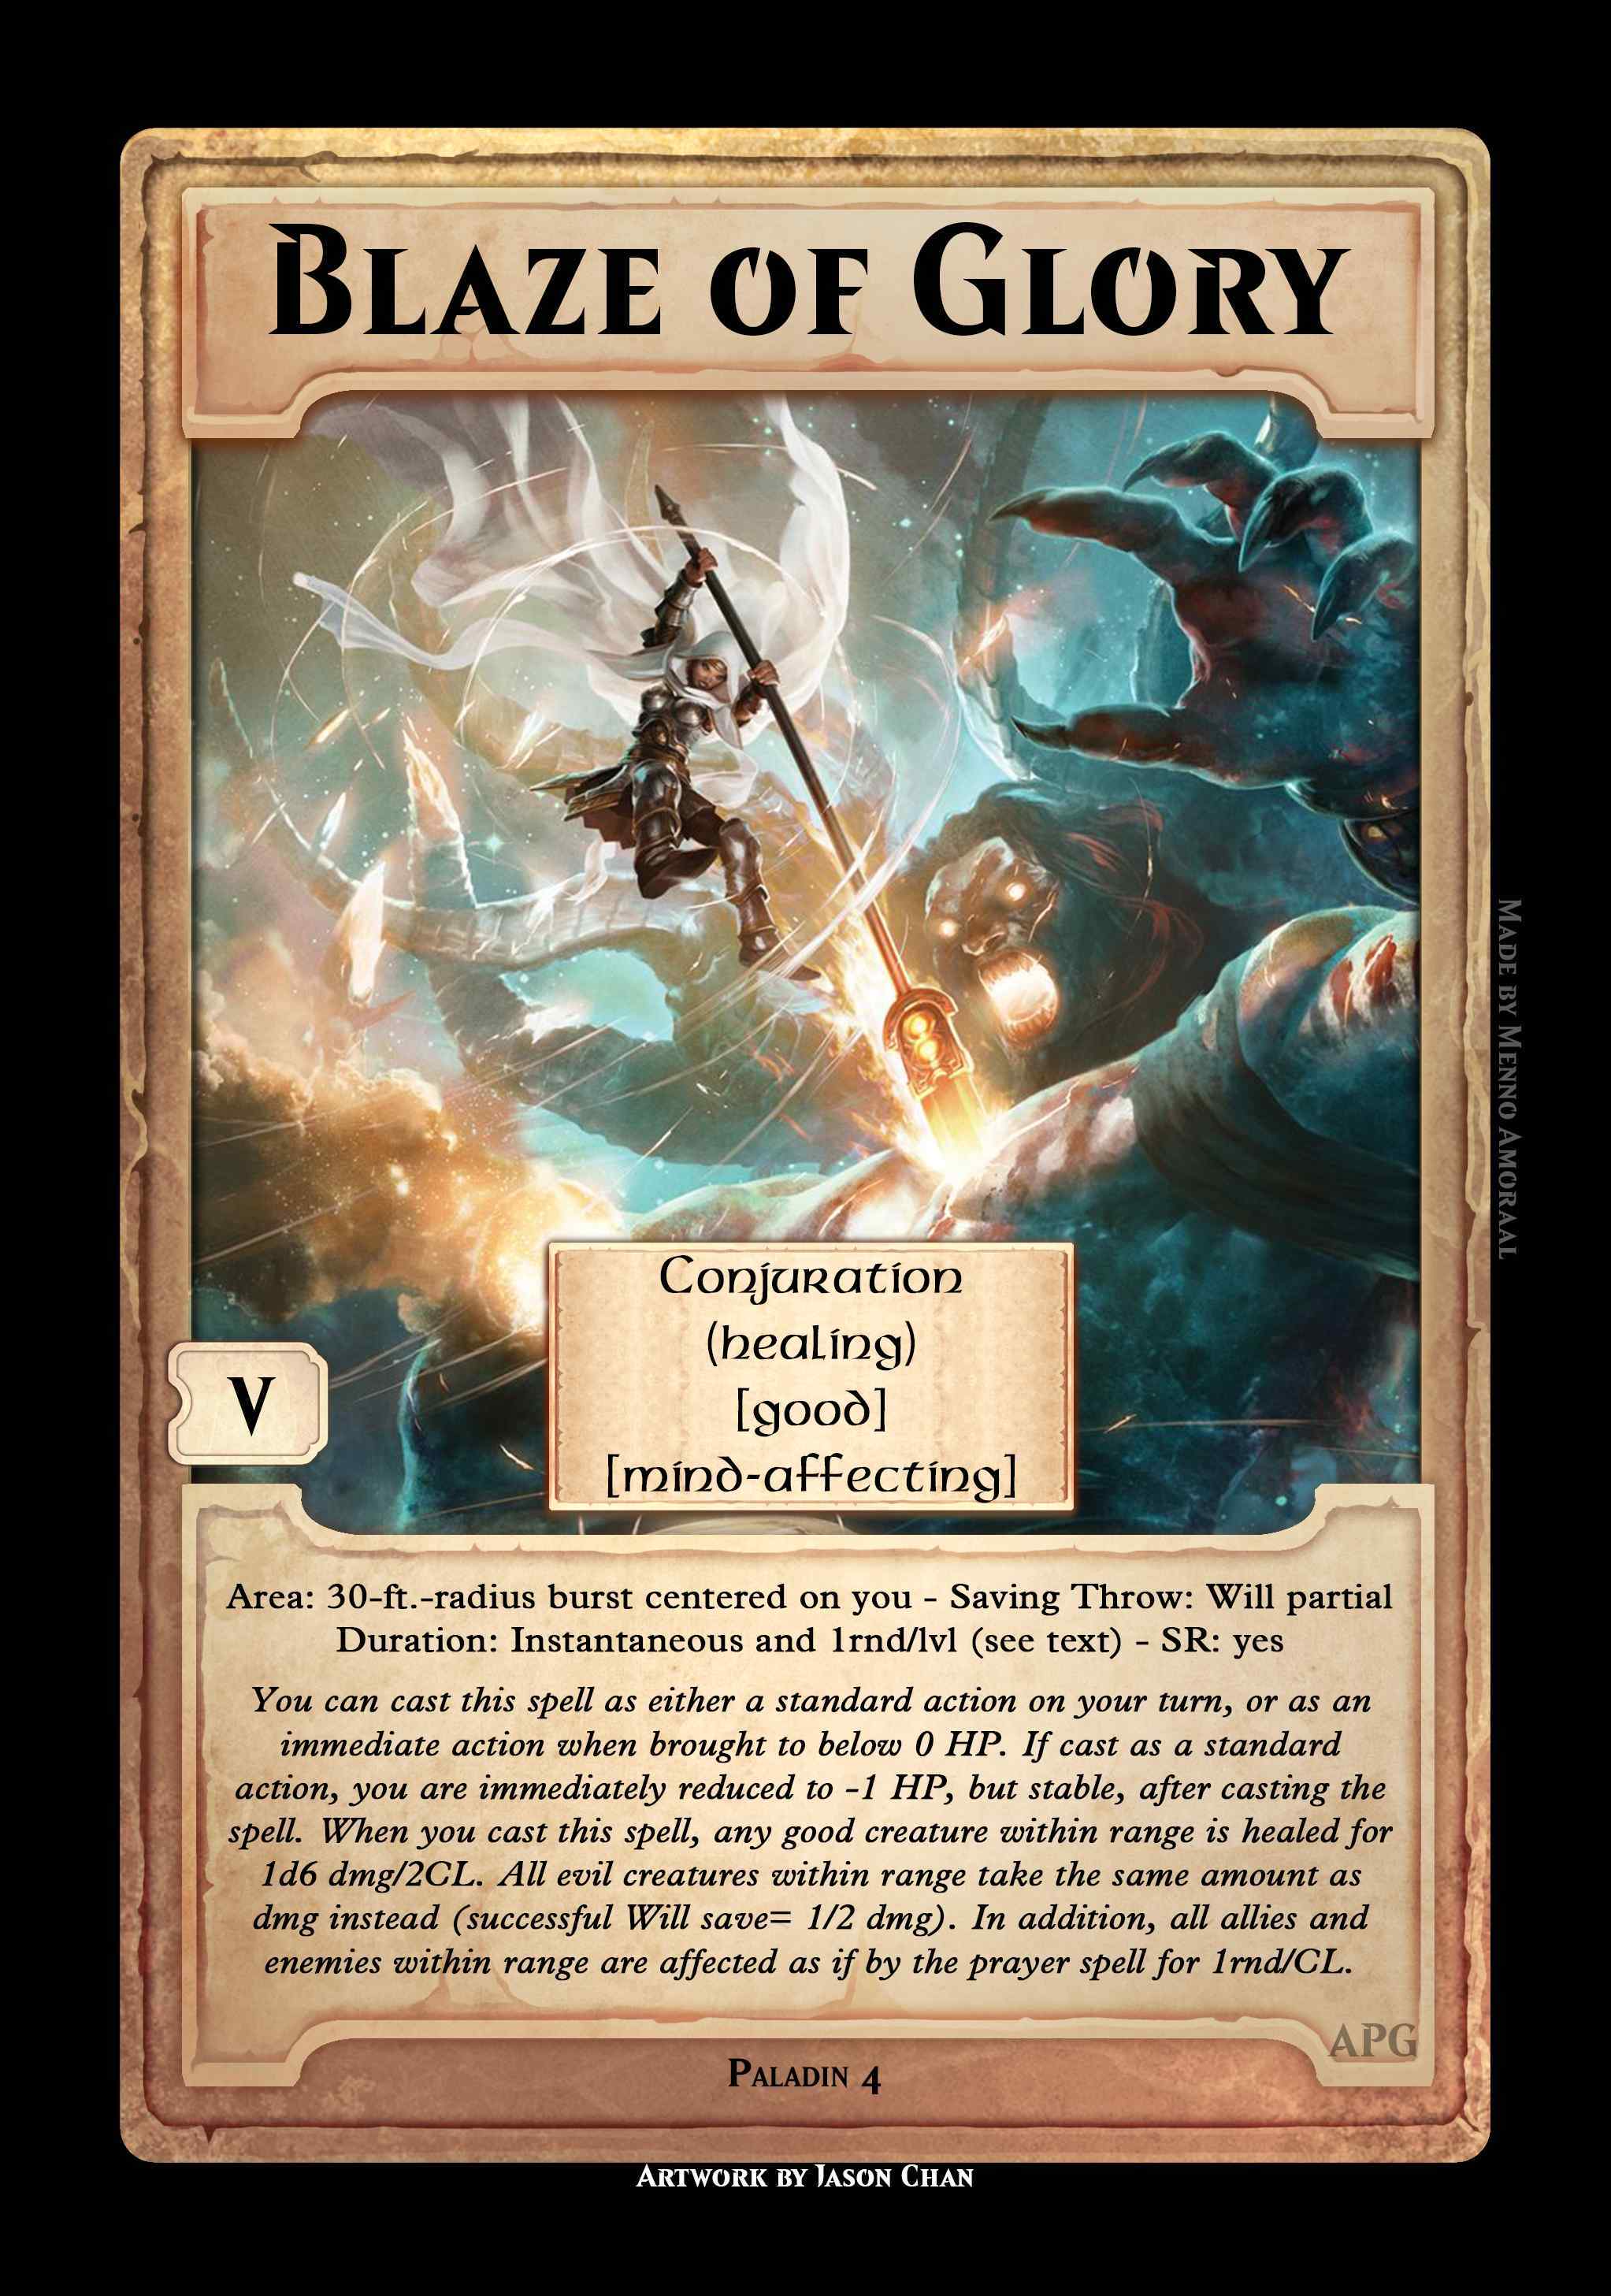 Blaze of Glory
Conjuration
(healing)
[good]
[mind-affecting]
V
Area: 30-ft.-radius burst centered on you - Saving Throw: Will partial
Duration: Instantaneous and 1rnd/lvl (see text) - SR: yes
You can cast this spell as either a standard action on your turn, or as an
immediate action when brought to below 0 HP. If cast as a standard
action, you are immediately reduced to -1 HP, but stable, after casting the
spell. When you cast this spell, any good creature within range is healed for
1d6 dmg/2CL. All evil creatures within range take the same amount as
dmg instead (successful Will save= 1/2 dmg). In addition, all allies and
enemies within range are affected as if by the prayer spell for 1rnd/CL.
APG
Paladin 4
Artwork by Jason Chan
Made by Menno Amoraal